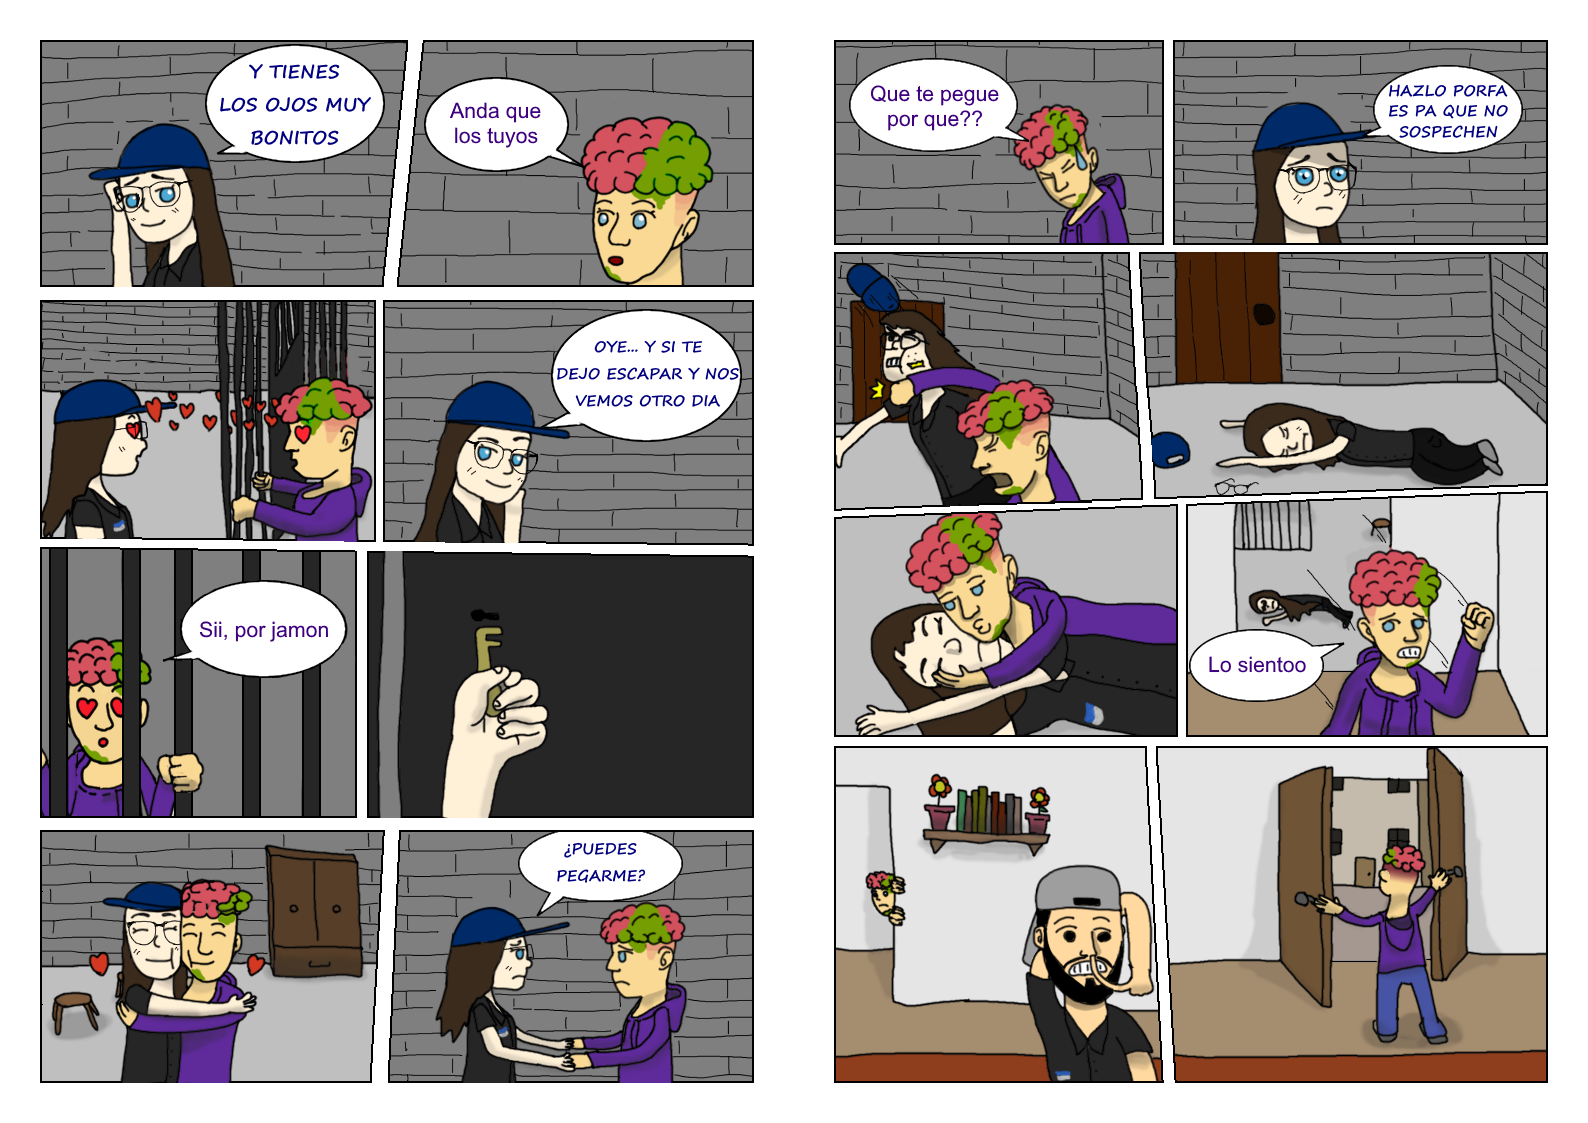 Y TIENES
LOS OJOS MUY
BONITOS
Anda que
los tuyos
OYE... Y SI TE
DEJO ESCAPAR Y NOS
VEMOS OTRO DIA
Sii, por jamon
¿PUEDES
PEGARME?
Que te pegue
por que??
HAZLO PORFA
ES PA QUE NO
SOSPECHEN
Lo sientoo